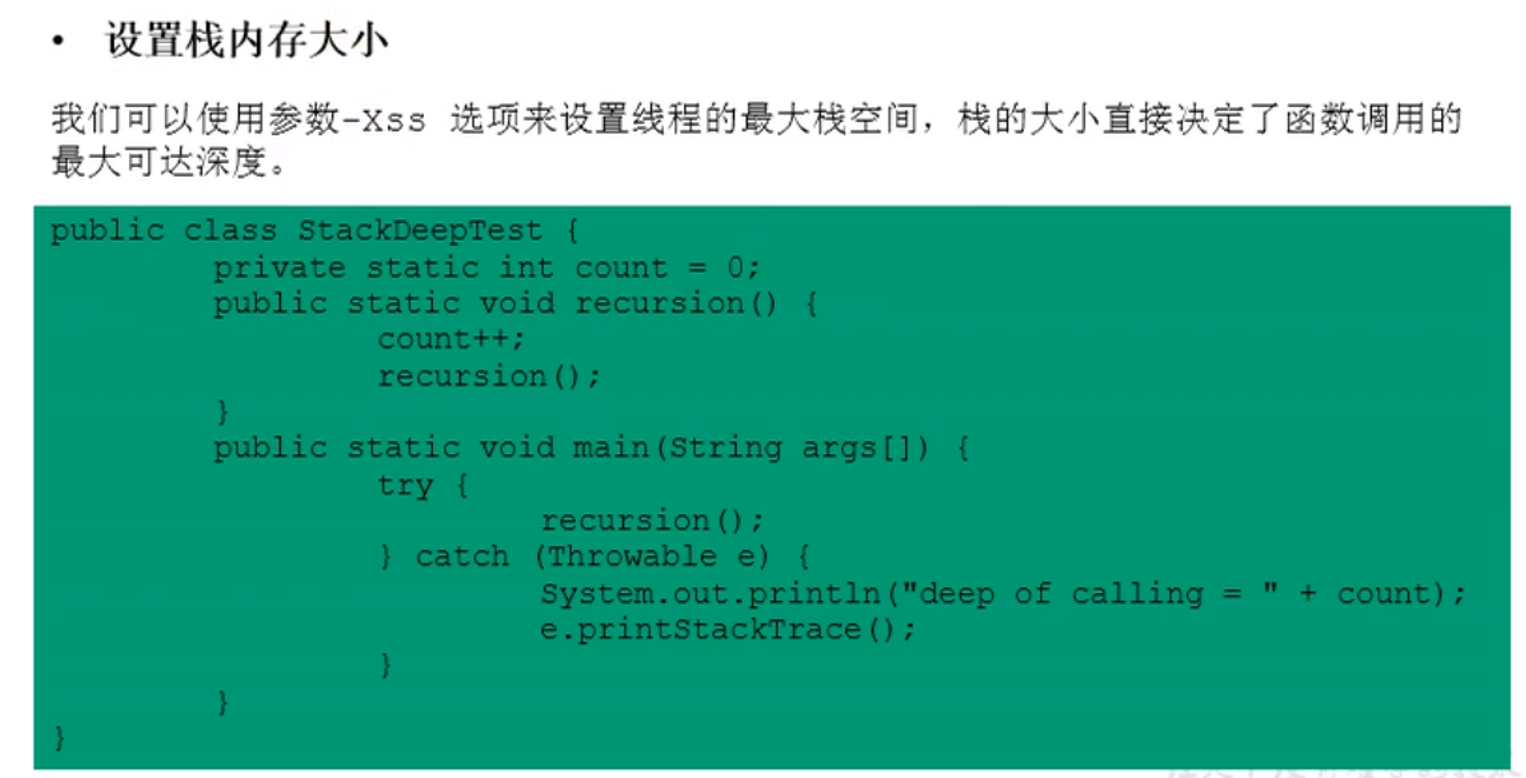 • 设置栈内存大小
我们可以使用参数-Xss 选项来设置线程的最大栈空间，栈的大小直接决定了函数调用的
最大可达深度。
public class StackDeepTest {
private static int count = 0;
public static void recursion() {
count++;
recursion();
}
public static void main(String args[]) {
try {
recursion();
} catch (Throwable e) {
System.out.println("deep of calling = " + count);
e.printStackTrace();
}
}
}